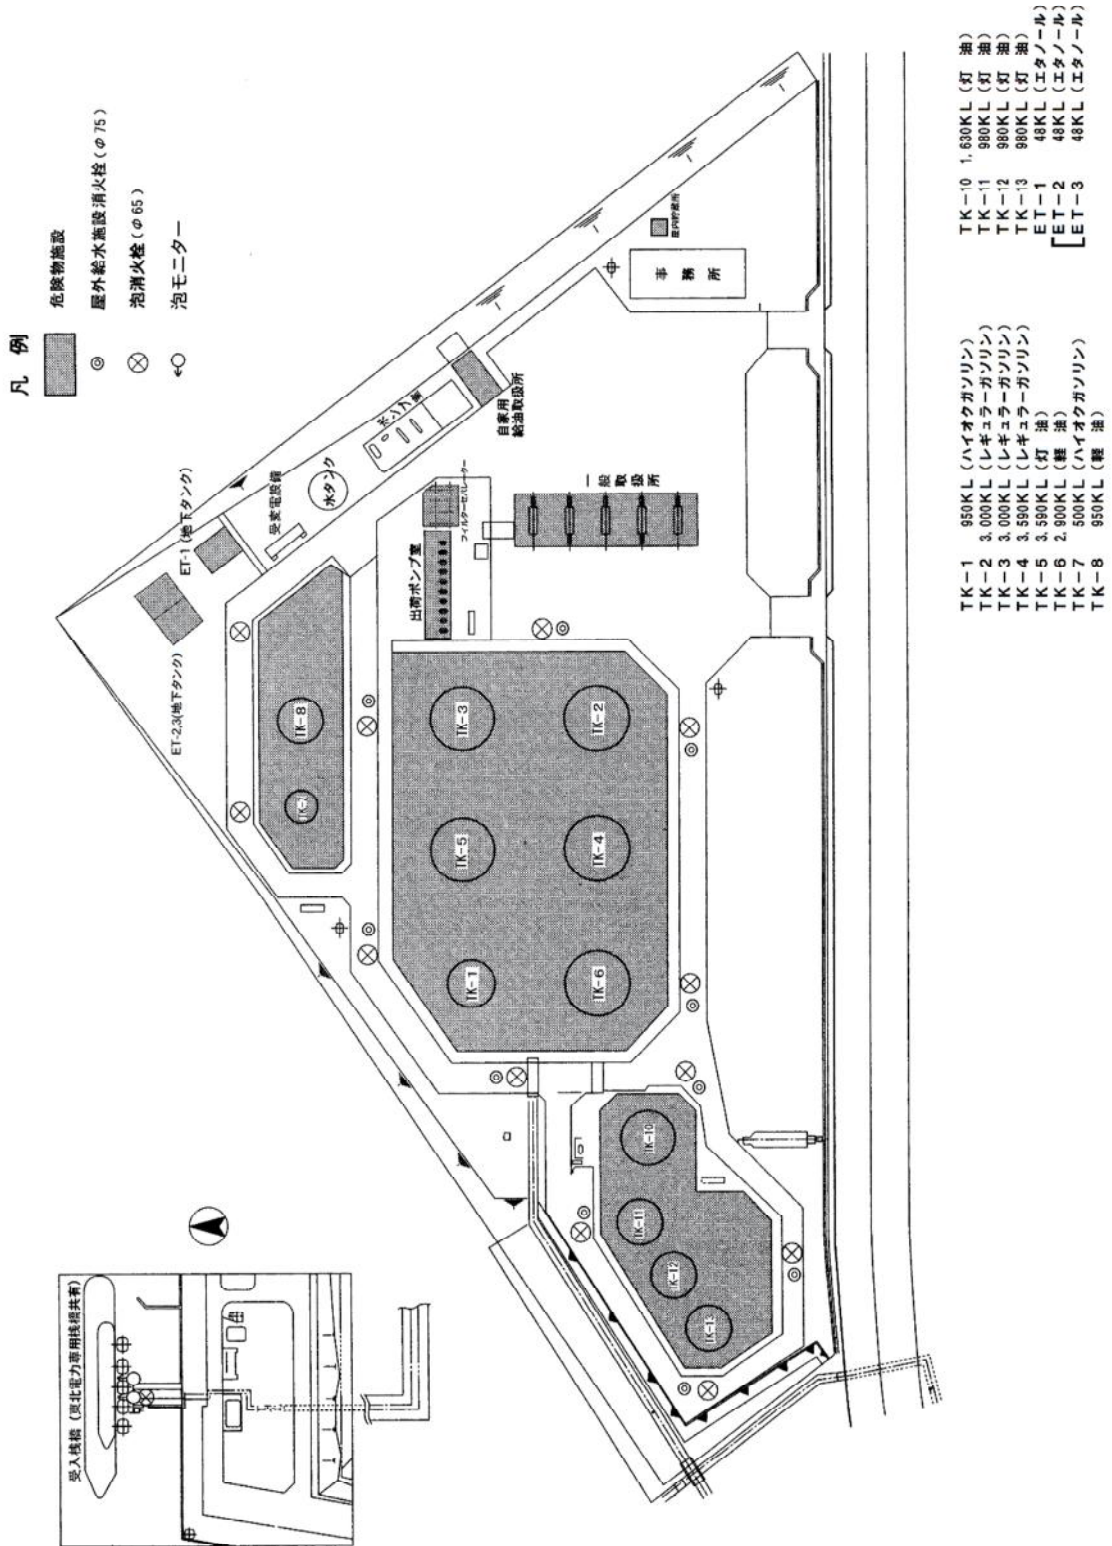 凡 例
危険物施設
屋外給水施設消火栓（Φ75）
泡消火栓（Φ65）
泡モニター
受入桟橋（東北電力専用桟橋共有）
ET-2,3(地下タンク)
ET-1 (地下タンク)
受変電設備
水タンク
自家用
給油取扱所
出荷ポンプ室
フィルターセパレーター
一般取扱所
事務所
屋内貯蔵所
TK-8
TK-7
TK-3
TK-2
TK-5
TK-4
TK-1
TK-6
TK-10
TK-11
TK-12
TK-13
TK－1 950KL（ハイオクガソリン）
TK－2 3,000KL（レギュラーガソリン）
TK－3 3,000KL（レギュラーガソリン）
TK－4 3,590KL（レギュラーガソリン）
TK－5 3,590KL（灯 油）
TK－6 2,900KL（軽 油）
TK－7 500KL（ハイオクガソリン）
TK－8 950KL（軽 油）
TK－10 1,630KL（灯 油）
TK－11 980KL（灯 油）
TK－12 980KL（灯 油）
TK－13 980KL（灯 油）
ET－1 48KL（エタノール）
ET－2 48KL（エタノール）
ET－3 48KL（エタノール）